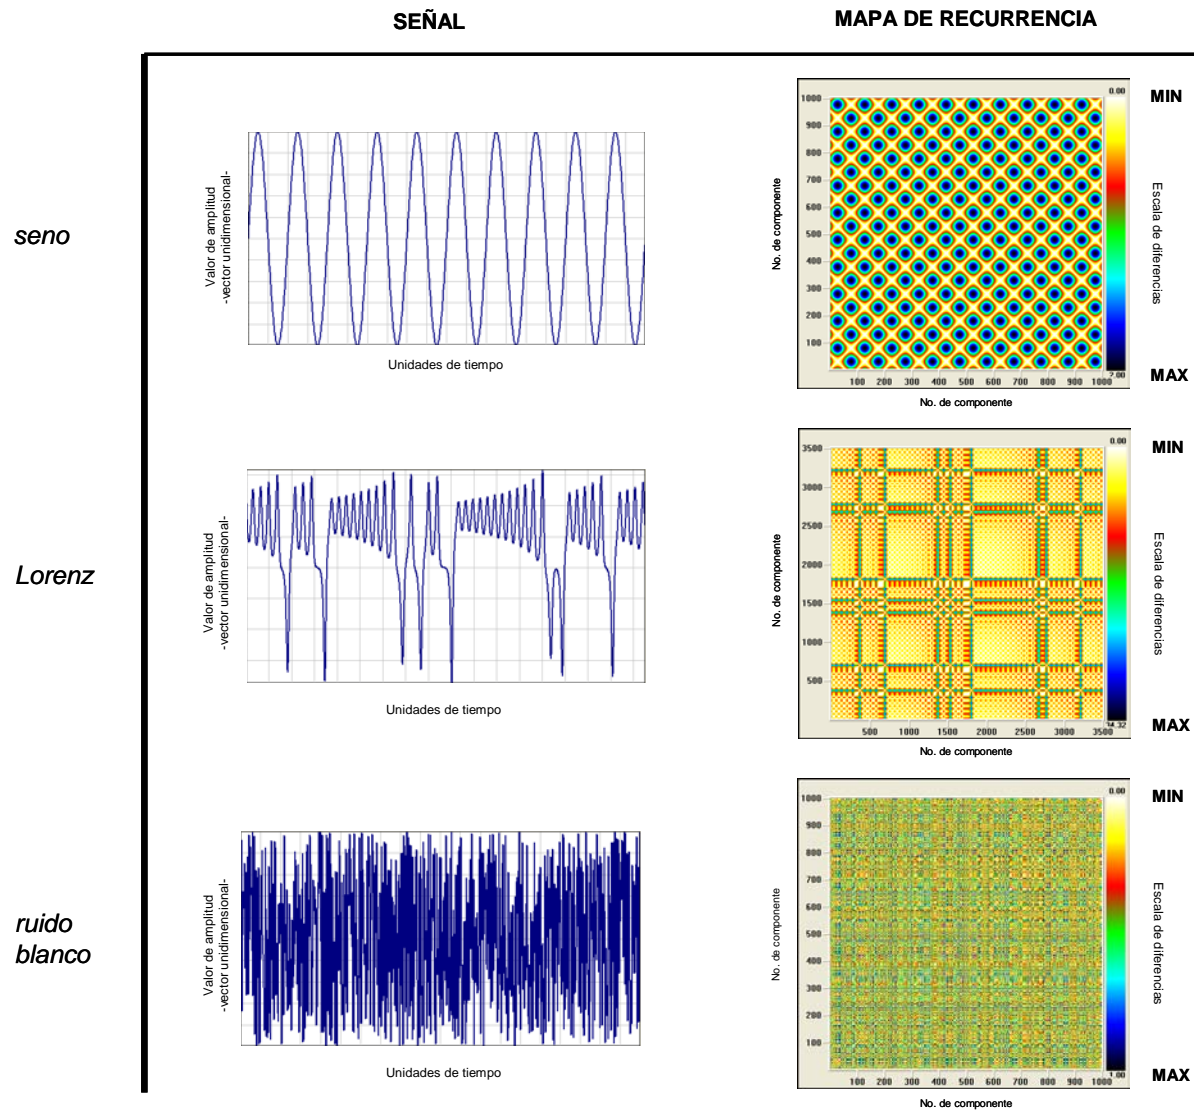 SEÑAL
MAPA DE RECURRENCIA
seno
Valor de amplitud
-vector unidimensional-
Unidades de tiempo
No. de componente
1000
900
800
700
600
500
400
300
200
100
100 200 300 400 500 600 700 800 900 1000
No. de componente
0.00
2.00
MIN
Escala de diferencias
MAX
Lorenz
Valor de amplitud
-vector unidimensional-
Unidades de tiempo
No. de componente
3500
3000
2500
2000
1500
1000
500
500 1000 1500 2000 2500 3000 3500
No. de componente
0.00
34.32
MIN
Escala de diferencias
MAX
ruido
blanco
Valor de amplitud
-vector unidimensional-
Unidades de tiempo
No. de componente
1000
900
800
700
600
500
400
300
200
100
100 200 300 400 500 600 700 800 900 1000
No. de componente
0.00
1.00
MIN
Escala de diferencias
MAX